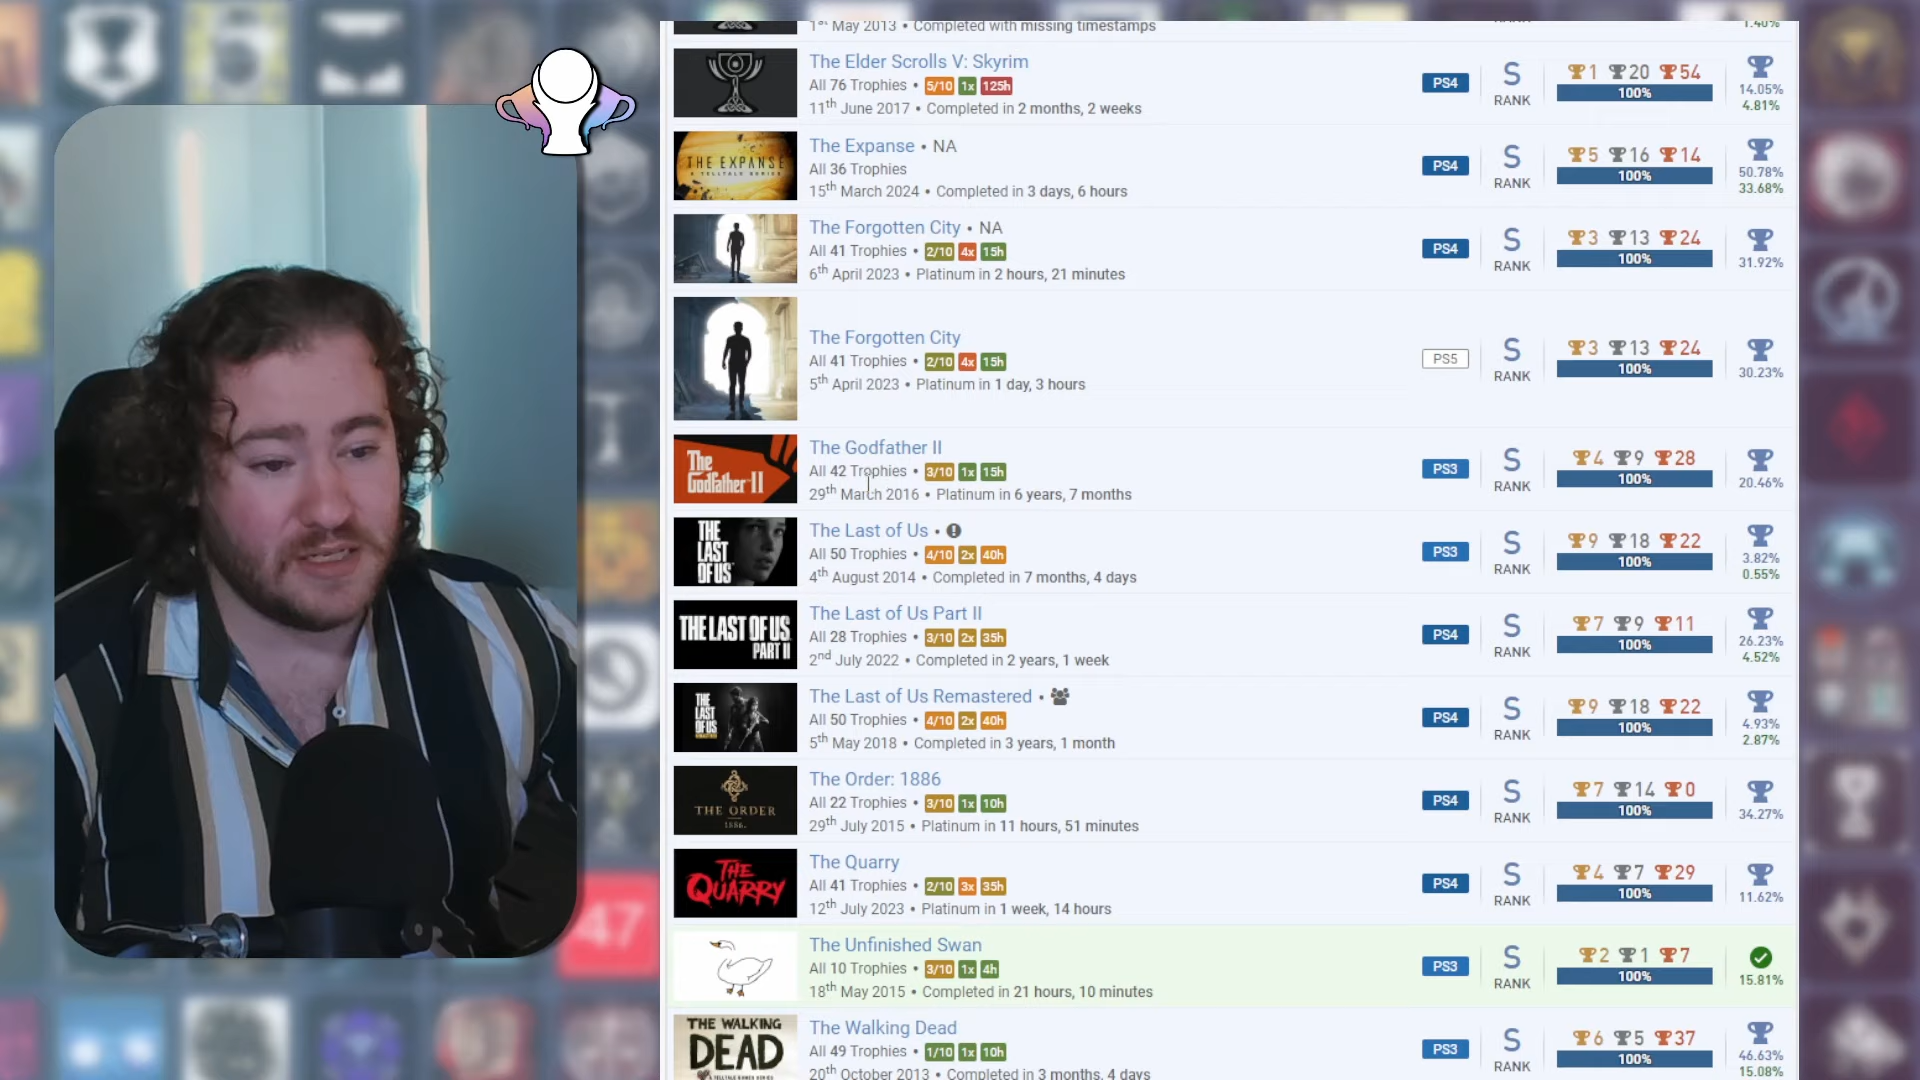 1st May 2013 • Completed with missing timestamps
1.40%
The Elder Scrolls V: Skyrim
All 76 Trophies • 5/10 1x 125h
11th June 2017 • Completed in 2 months, 2 weeks
PS4
S
RANK
1 20 54
100%
14.05%
4.81%
THE EXPANSE
A TELLTALE SERIES
The Expanse • NA
All 36 Trophies
15th March 2024 • Completed in 3 days, 6 hours
PS4
S
RANK
5 16 14
100%
50.78%
33.68%
The Forgotten City • NA
All 41 Trophies • 2/10 4x 15h
6th April 2023 • Platinum in 2 hours, 21 minutes
PS4
S
RANK
3 13 24
100%
31.92%
The Forgotten City
All 41 Trophies • 2/10 4x 15h
5th April 2023 • Platinum in 1 day, 3 hours
PS5
S
RANK
3 13 24
100%
30.23%
The
Godfather II
The Godfather II
All 42 Trophies • 3/10 1x 15h
29th March 2016 • Platinum in 6 years, 7 months
PS3
S
RANK
4 9 28
100%
20.46%
THE
LAST
OF US
The Last of Us •
All 50 Trophies • 4/10 2x 40h
4th August 2014 • Completed in 7 months, 4 days
PS3
S
RANK
9 18 22
100%
3.82%
0.55%
THE LAST OF US
PART II
The Last of Us Part II
All 28 Trophies • 3/10 2x 35h
2nd July 2022 • Completed in 2 years, 1 week
PS4
S
RANK
7 9 11
100%
26.23%
4.52%
THE
LAST
OF US
REMASTERED
The Last of Us Remastered •
All 50 Trophies • 4/10 2x 40h
5th May 2018 • Completed in 3 years, 1 month
PS4
S
RANK
9 18 22
100%
4.93%
2.87%
THE ORDER
1886
The Order: 1886
All 22 Trophies • 3/10 1x 10h
29th July 2015 • Platinum in 11 hours, 51 minutes
PS4
S
RANK
7 14 0
100%
34.27%
THE
QUARRY
The Quarry
All 41 Trophies • 2/10 3x 35h
12th July 2023 • Platinum in 1 week, 14 hours
PS4
S
RANK
4 7 29
100%
11.62%
The Unfinished Swan
All 10 Trophies • 3/10 1x 4h
18th May 2015 • Completed in 21 hours, 10 minutes
PS3
S
RANK
2 1 7
100%
15.81%
THE WALKING
DEAD
A TELLTALE GAMES SERIES
The Walking Dead
All 49 Trophies • 1/10 1x 10h
20th October 2013 • Completed in 3 months, 4 days
PS3
S
RANK
6 5 37
100%
46.63%
15.08%
47